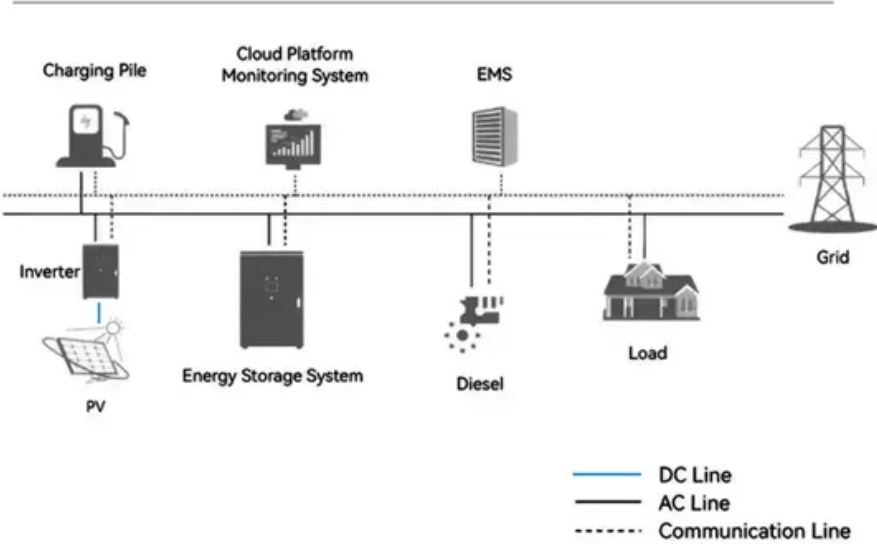 Charging Pile
Cloud Platform
Monitoring System
EMS
Grid
Inverter
PV
Energy Storage System
Diesel
Load
DC Line
AC Line
Communication Line